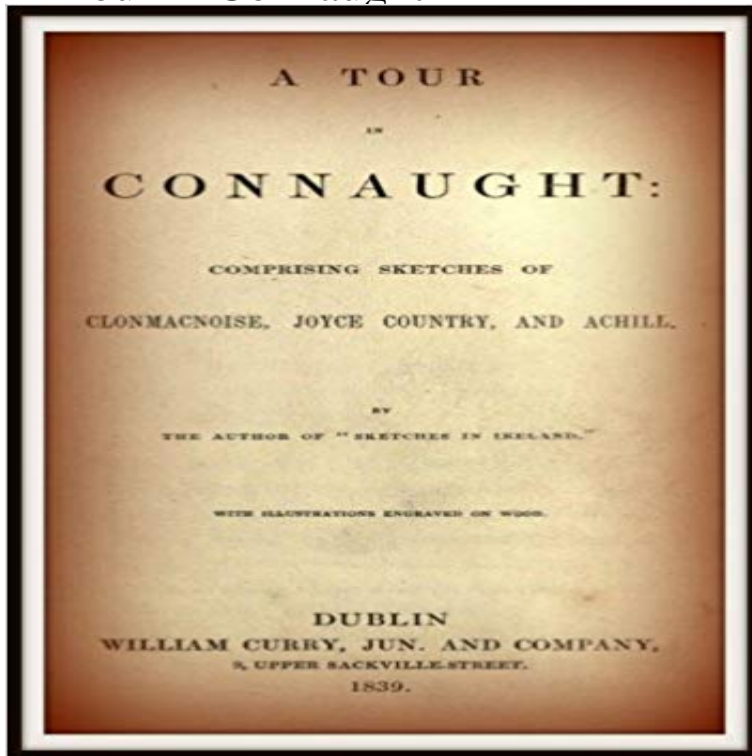 A TOUR
IN
CONNAUGHT:
COMPRISING SKETCHES OF
CLONMACNOISE, JOYCE COUNTRY, AND ACHILL.
BY
THE AUTHOR OF "SKETCHES IN IRELAND."
WITH ILLUSTRATIONS ENGRAVED ON WOOD.
DUBLIN
WILLIAM CURRY, JUN. AND COMPANY,
9, UPPER SACKVILLE-STREET.
1839.